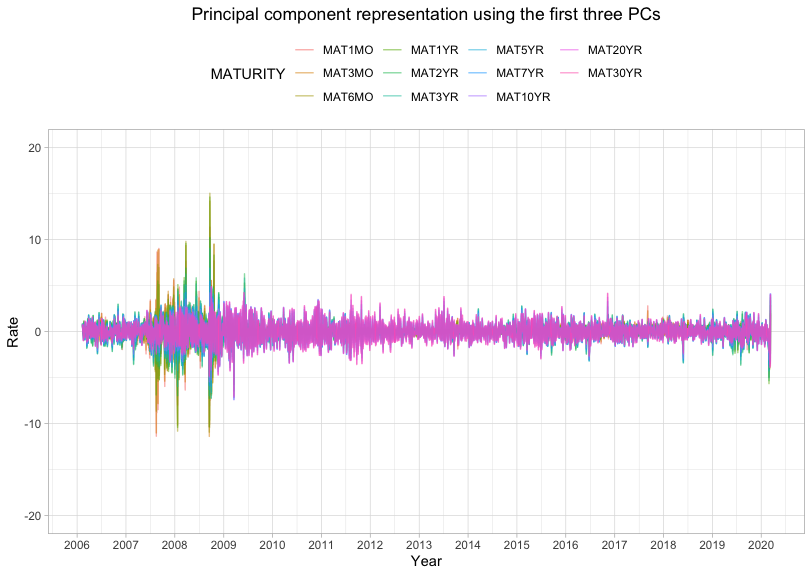 Principal component representation using the first three PCs
MATURITY
MAT1MO MAT1YR MAT5YR MAT20YR
MAT3MO MAT2YR MAT7YR MAT30YR
MAT6MO MAT3YR MAT10YR
20
10
0
-10
-20
Rate
2006 2007 2008 2009 2010 2011 2012 2013 2014 2015 2016 2017 2018 2019 2020
Year